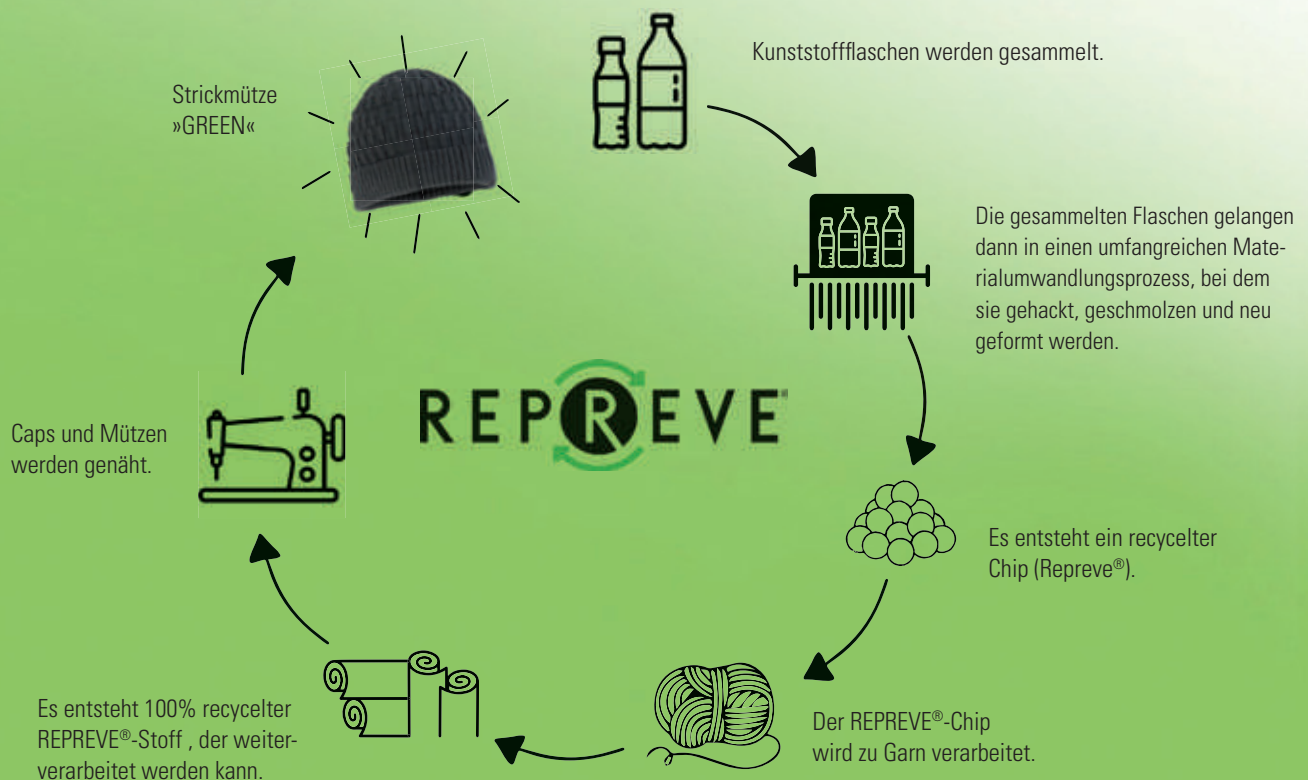 Kunststoffflaschen werden gesammelt.
Die gesammelten Flaschen gelangen
dann in einen umfangreichen Mate-
rialumwandlungsprozess, bei dem
sie gehackt, geschmolzen und neu
geformt werden.
Es entsteht ein recycelter
Chip (Repreve®).
Der REPREVE®-Chip
wird zu Garn verarbeitet.
Es entsteht 100% recycelter
REPREVE®-Stoff , der weiter-
verarbeitet werden kann.
Caps und Mützen
werden genäht.
Strickmütze
»GREEN«
REPREVE®